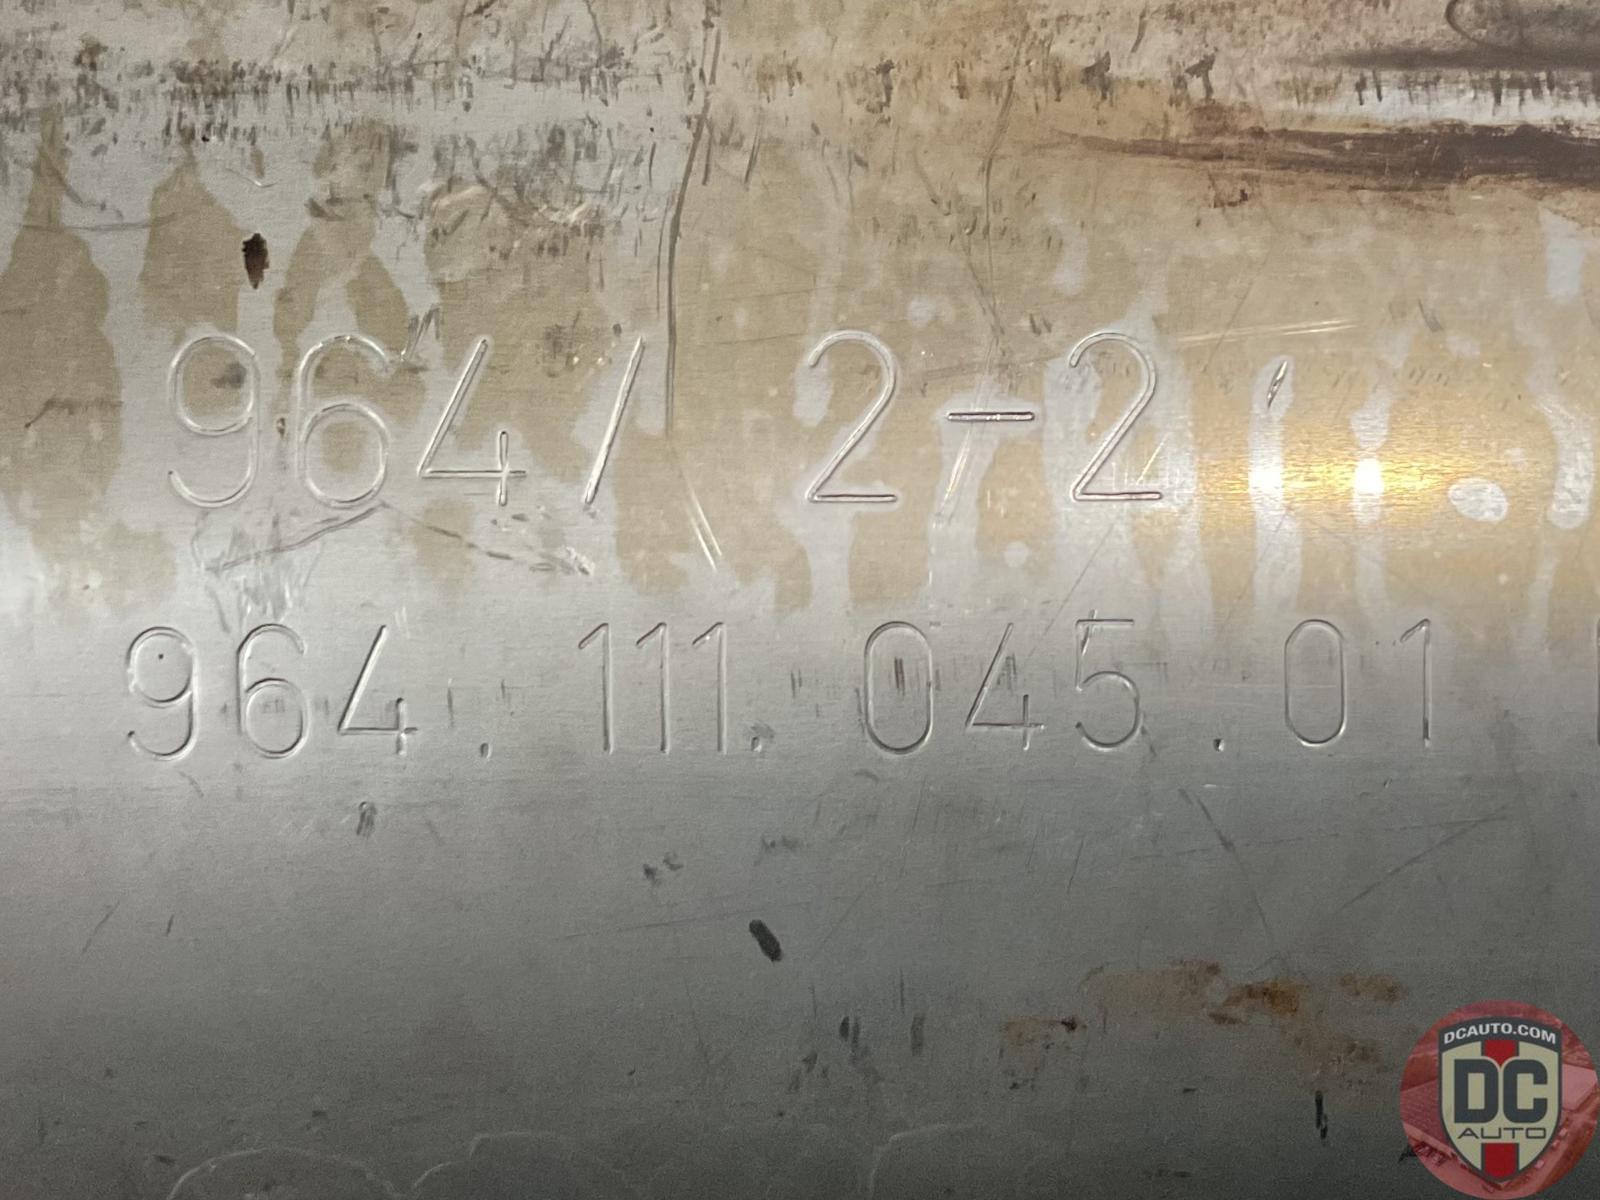 964/ 2-2
964.111.045.01
DCAUTO.COM
DC
AUTO